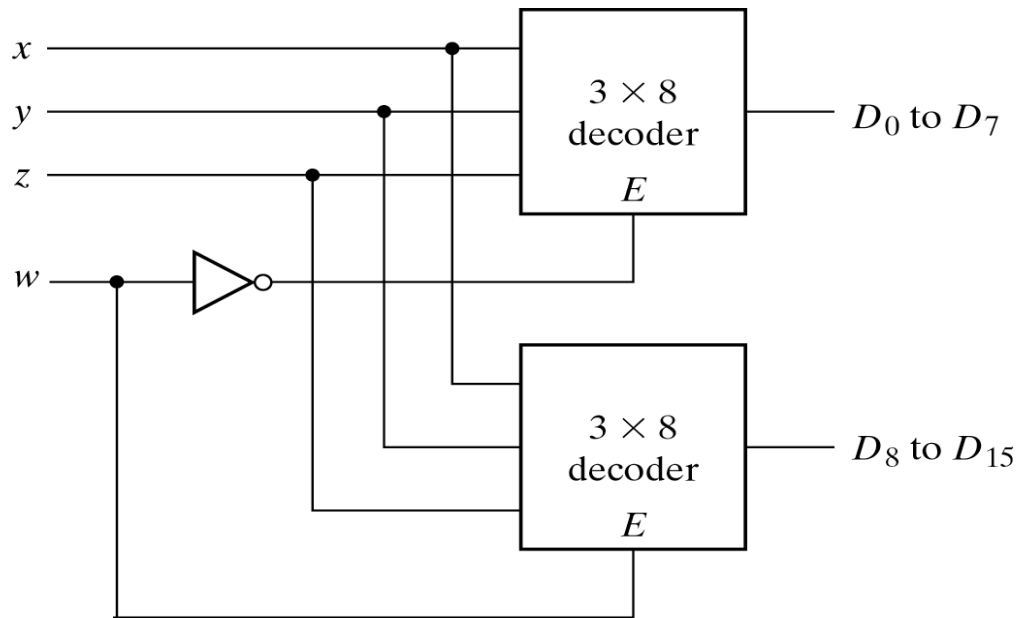 x
y
z
w
3 × 8
decoder
E
D₀ to D₇
3 × 8
decoder
E
D₈ to D₁₅